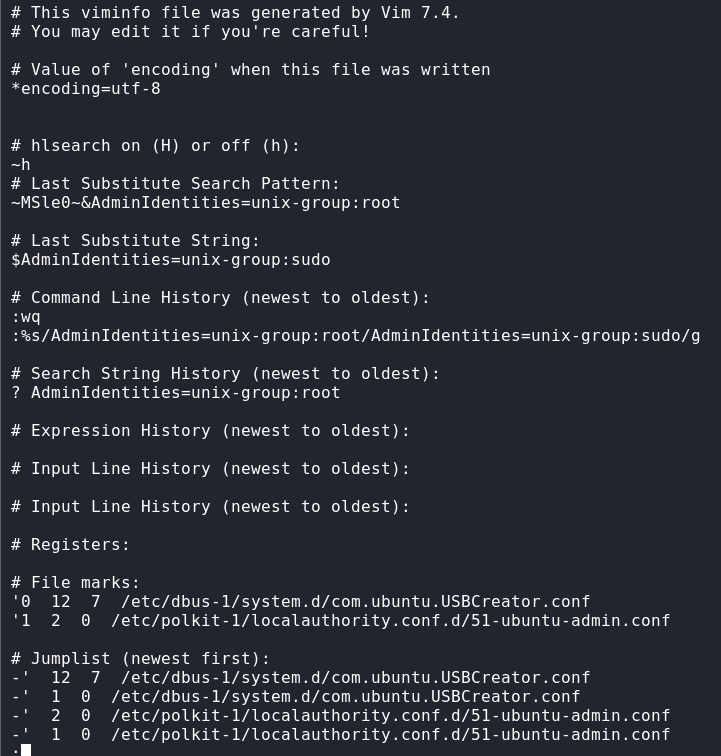 # This viminfo file was generated by Vim 7.4.
# You may edit it if you're careful!
# Value of 'encoding' when this file was written
*encoding=utf-8
# hlsearch on (H) or off (h):
~h
# Last Substitute Search Pattern:
~MSle0~&AdminIdentities=unix-group:root
# Last Substitute String:
$AdminIdentities=unix-group:sudo
# Command Line History (newest to oldest):
:wq
:%s/AdminIdentities=unix-group:root/AdminIdentities=unix-group:sudo/g
# Search String History (newest to oldest):
? AdminIdentities=unix-group:root
# Expression History (newest to oldest):
# Input Line History (newest to oldest):
# Input Line History (newest to oldest):
# Registers:
# File marks:
'0  12  7  /etc/dbus-1/system.d/com.ubuntu.USBCreator.conf
'1  2  0  /etc/polkit-1/localauthority.conf.d/51-ubuntu-admin.conf
# Jumplist (newest first):
-'  12  7  /etc/dbus-1/system.d/com.ubuntu.USBCreator.conf
-'  1  0  /etc/dbus-1/system.d/com.ubuntu.USBCreator.conf
-'  2  0  /etc/polkit-1/localauthority.conf.d/51-ubuntu-admin.conf
-'  1  0  /etc/polkit-1/localauthority.conf.d/51-ubuntu-admin.conf
: